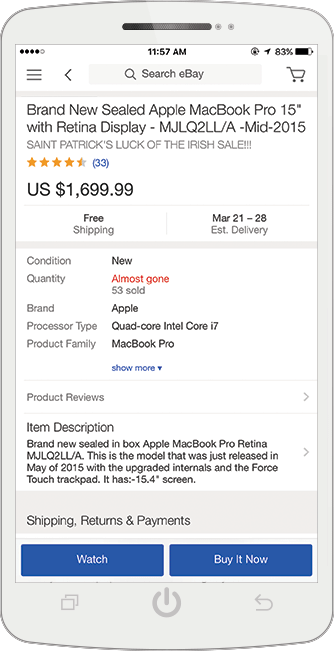 11:57 AM
83%
Search eBay
Brand New Sealed Apple MacBook Pro 15"
with Retina Display - MJLQ2LL/A -Mid-2015
SAINT PATRICK'S LUCK OF THE IRISH SALE!!!
(33)
US $1,699.99
Free
Shipping
Mar 21 – 28
Est. Delivery
Condition New
Quantity Almost gone
53 sold
Brand Apple
Processor Type Quad-core Intel Core i7
Product Family MacBook Pro
show more ▾
Product Reviews
Item Description
Brand new sealed in box Apple MacBook Pro Retina
MJLQ2LL/A. This is the model that was just released in
May of 2015 with the upgraded internals and the Force
Touch trackpad. It has:-15.4" screen.
Shipping, Returns & Payments
Watch
Buy It Now